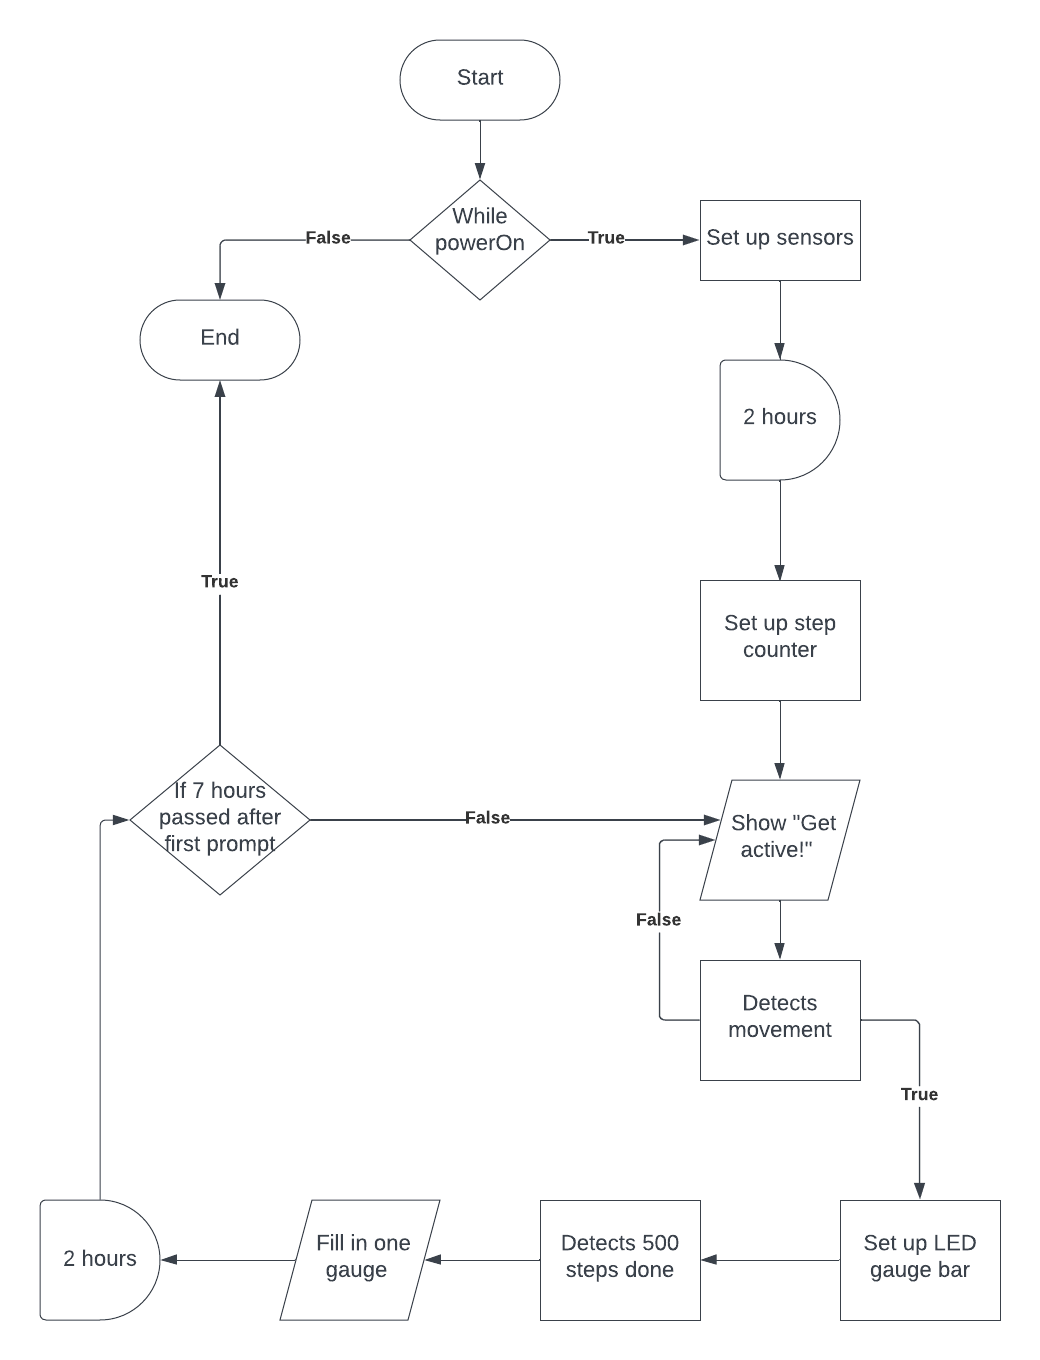 Start
While
powerOn
False
True
Set up sensors
End
2 hours
True
Set up step
counter
If 7 hours
passed after
first prompt
False
Show "Get
active!"
False
Detects
movement
True
Set up LED
gauge bar
Detects 500
steps done
Fill in one
gauge
2 hours